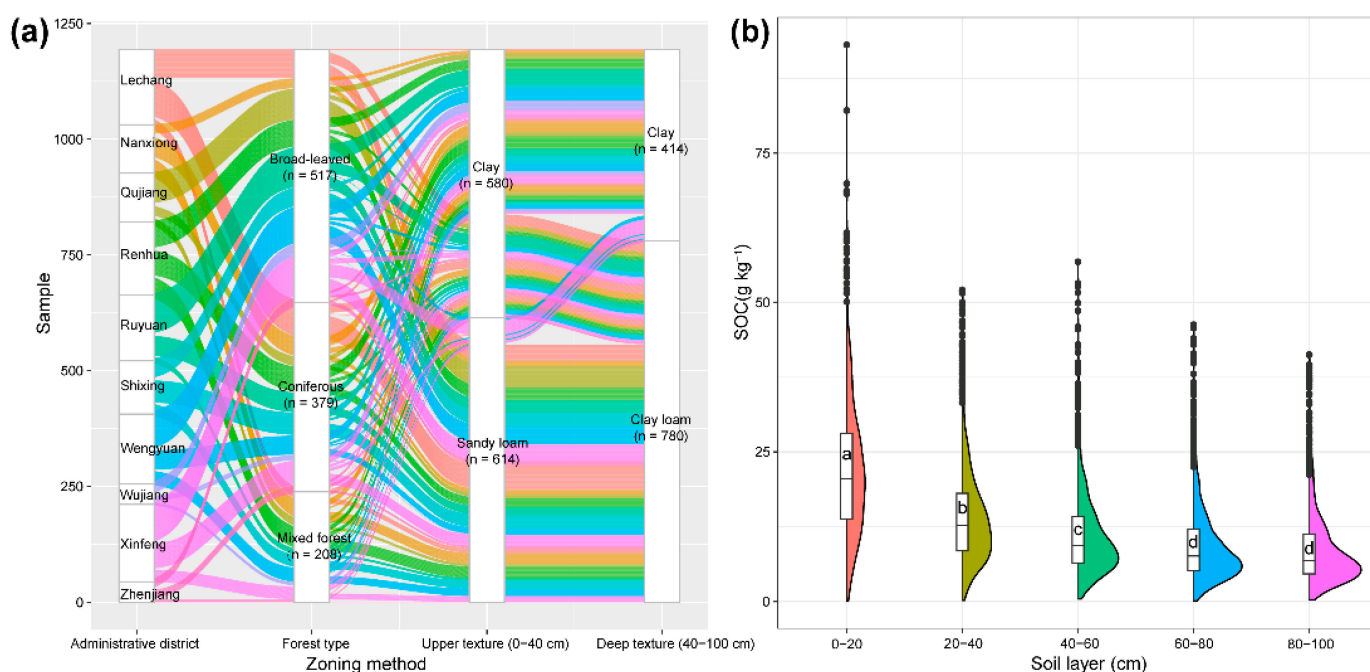 (a)
Sample
1250
1000
750
500
250
0
Lechang
Nanxiong
Qujiang
Renhua
Ruyuan
Shixing
Wengyuan
Wujiang
Xinfeng
Zhenjiang
Broad-leaved
(n = 517)
Coniferous
(n = 379)
Mixed forest
(n = 208)
Clay
(n = 580)
Sandy loam
(n = 614)
Clay
(n = 414)
Clay loam
(n = 780)
Administrative district
Forest type
Upper texture (0−40 cm)
Deep texture (40−100 cm)
Zoning method
(b)
SOC(g kg⁻¹)
75
50
25
0
a
b
c
d
d
0−20
20−40
40−60
60−80
80−100
Soil layer (cm)